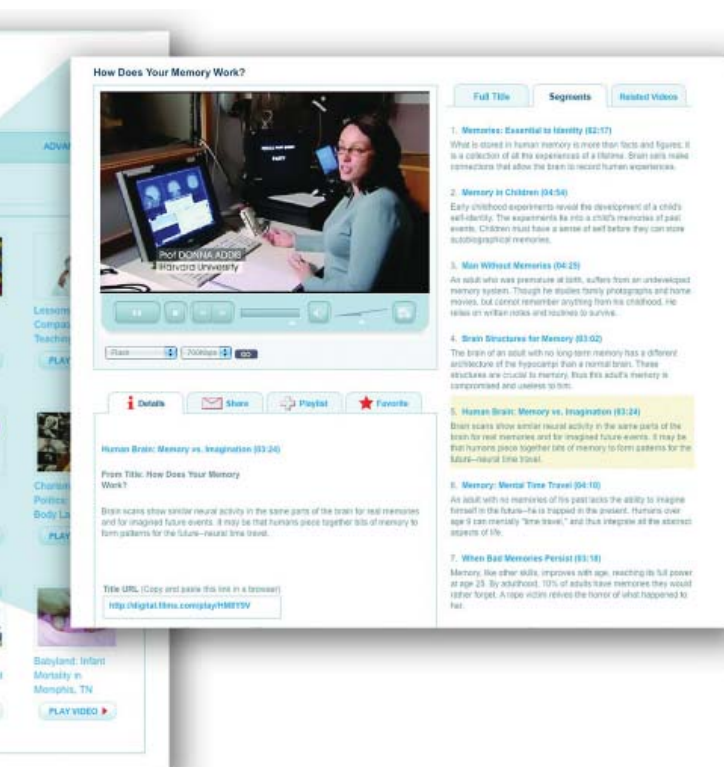 How Does Your Memory Work?
Prof DONNA ADDIS
Harvard University
PARTY
Flash
700kbps
GO
Details
Share
Playlist
Favorite
Human Brain: Memory vs. Imagination (03:24)
From Title: How Does Your Memory
Work?
Brain scans show similar neural activity in the same parts of the brain for real memories
and for imagined future events. It may be that humans piece together bits of memory to
form patterns for the future--neural time travel.
Title URL (Copy and paste this link in a browser)
Full Title
Segments
Related Videos
1. Memories: Essential to Identity (02:17)
What is stored in human memory is more than facts and figures; it
is a collection of all the experiences of a lifetime. Brain cells make
connections that allow the brain to record human experiences.
2. Memory in Children (04:54)
Early childhood experiments reveal the development of a child's
self-identity. The experiments tie into a child's memories of past
events. Children must have a sense of self before they can store
autobiographical memories.
3. Man Without Memories (04:25)
An adult who was premature at birth, suffers from an undeveloped
memory system. Though he studies family photographs and home
movies, but cannot remember anything from his childhood. He
relies on written notes and routines to survive.
4. Brain Structures for Memory (03:02)
The brain of an adult with no long-term memory has a different
architecture of the hypocampi than a normal brain. These
structures are crucial to memory, thus this adult's memory is
compromised and useless to him.
5. Human Brain: Memory vs. Imagination (03:24)
Brain scans show similar neural activity in the same parts of the
brain for real memories and for imagined future events. It may be
that humans piece together bits of memory to form patterns for the
future--neural time travel.
6. Memory: Mental Time Travel (04:10)
An adult with no memories of his past lacks the ability to imagine
himself in the future--he is trapped in the present. Humans over
age 9 can mentally "time travel," and thus integrate all the abstract
aspects of life.
7. When Bad Memories Persist (03:18)
Memory, like other skills, improves with age, reaching its full power
at age 25. By adulthood, 10% of adults have memories they would
rather forget. A rape victim relives the horror of what happened to
her.
ADVA
Lessons
Compas
Teachin
PLAY
Charism
Politics:
Body La
PLAY
Babyland: Infant
Mortality in
Memphis, TN
PLAY VIDEO